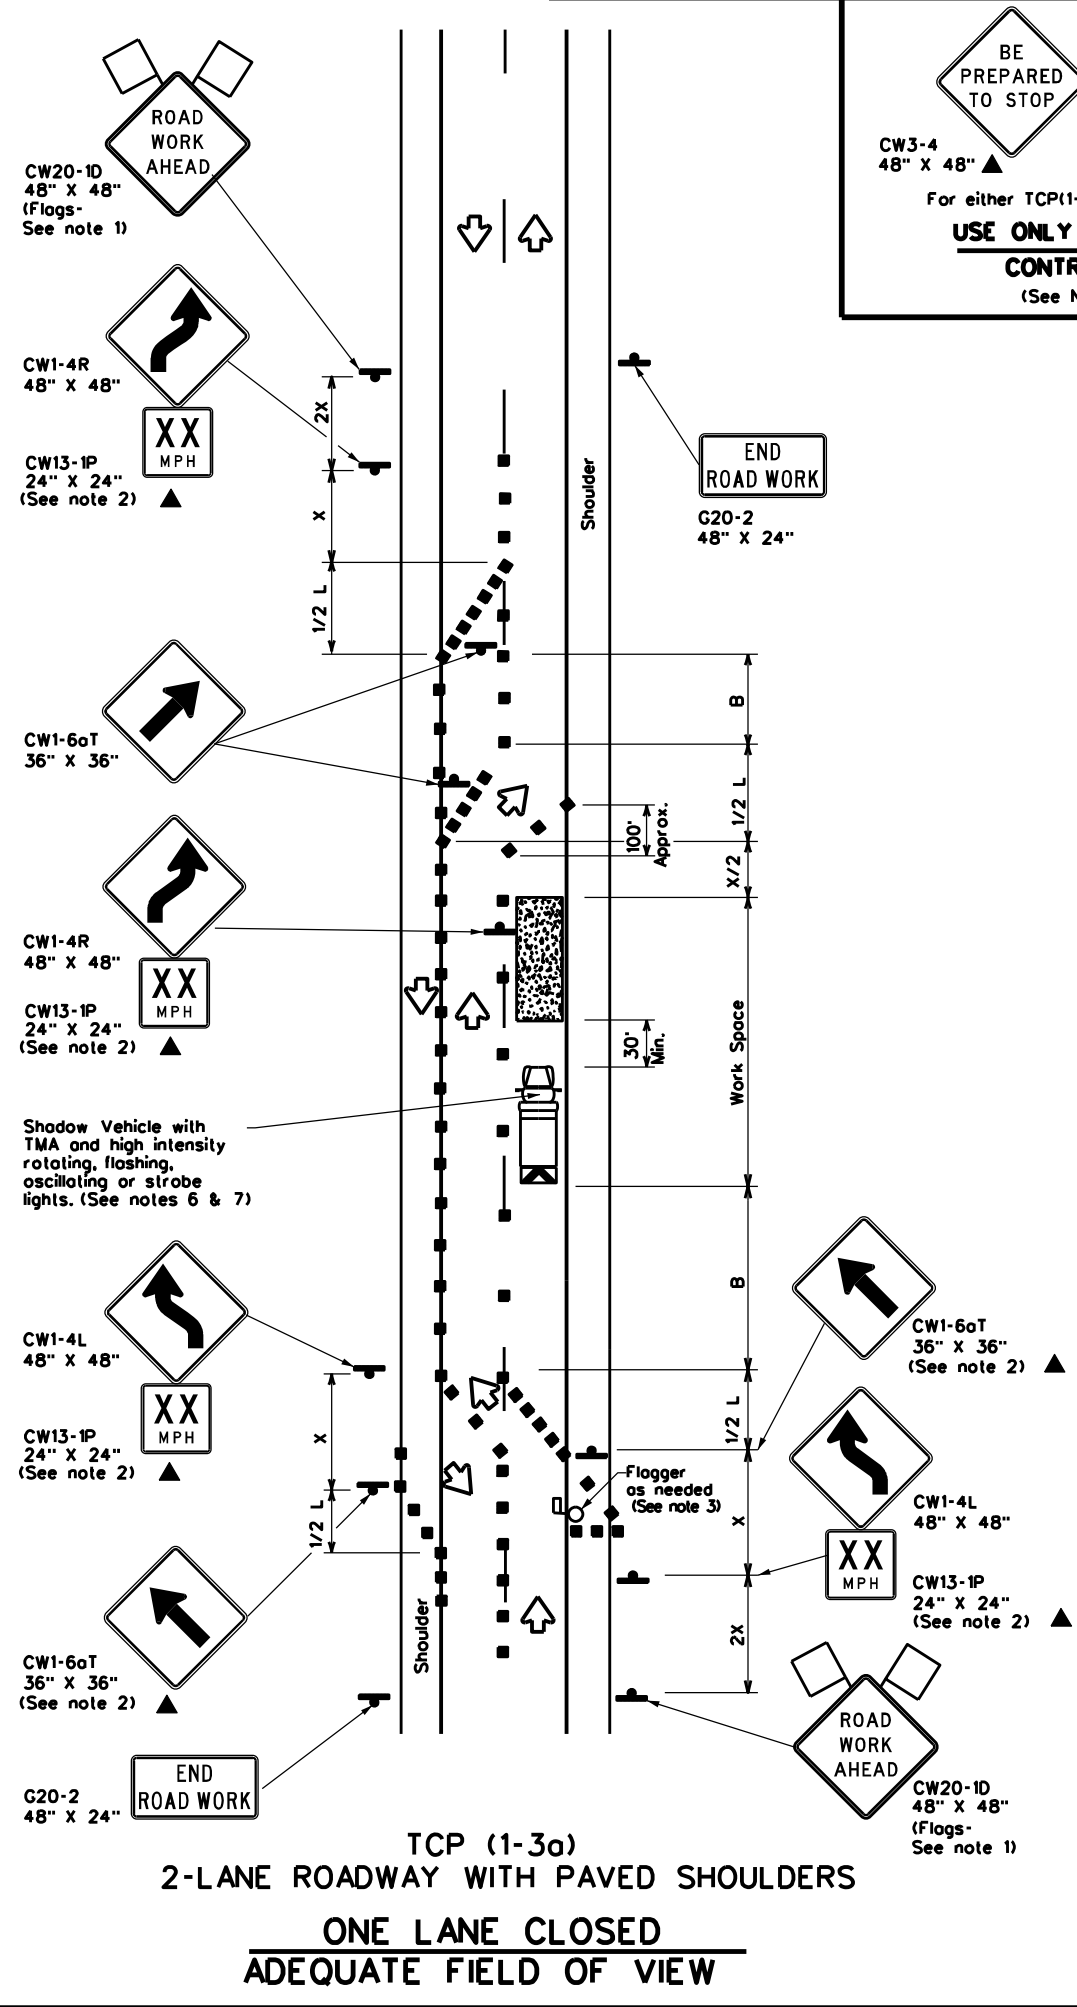 BE
PREPARED
TO STOP
CW3-4
48" X 48"
For either TCP(1-
USE ONLY
CONTR
(See N
ROAD
WORK
AHEAD
CW20-1D
48" X 48"
(Flags-
See note 1)
CW1-4R
48" X 48"
XX
MPH
CW13-1P
24" X 24"
(See note 2)
2X
X
1/2 L
Shoulder
END
ROAD WORK
G20-2
48" X 24"
CW1-6aT
36" X 36"
B
1/2 L
100'
Approx.
X/2
CW1-4R
48" X 48"
XX
MPH
CW13-1P
24" X 24"
(See note 2)
30'
Min.
Work Space
Shadow Vehicle with
TMA and high intensity
rotating, flashing,
oscillating or strobe
lights. (See notes 6 & 7)
B
CW1-4L
48" X 48"
XX
MPH
CW13-1P
24" X 24"
(See note 2)
X
1/2 L
Flagger
as needed
(See note 3)
1/2 L
X
2X
CW1-6aT
36" X 36"
(See note 2)
CW1-4L
48" X 48"
XX
MPH
CW13-1P
24" X 24"
(See note 2)
Shoulder
CW1-6aT
36" X 36"
(See note 2)
END
ROAD WORK
G20-2
48" X 24"
ROAD
WORK
AHEAD
CW20-1D
48" X 48"
(Flags-
See note 1)
TCP (1-3a)
2-LANE ROADWAY WITH PAVED SHOULDERS
ONE LANE CLOSED
ADEQUATE FIELD OF VIEW